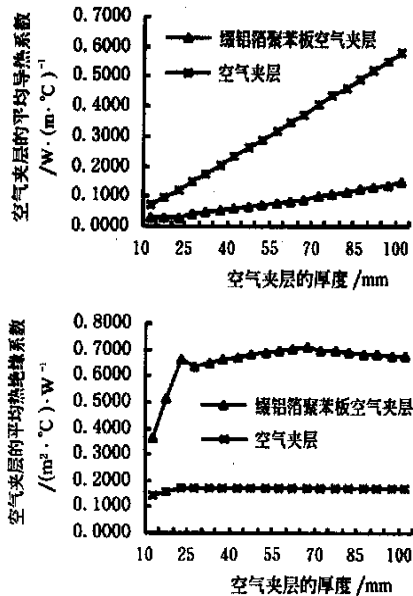 空气夹层的平均导热系数
/W·(m·℃)⁻¹
0.7000
0.6000
0.5000
0.4000
0.3000
0.2000
0.1000
0.0000
缀铝箔聚苯板空气夹层
空气夹层
10 25 40 55 70 85 100
空气夹层的厚度/mm
空气夹层的平均热绝缘系数
/(m²·℃)·W⁻¹
0.8000
0.7000
0.6000
0.5000
0.4000
0.3000
0.2000
0.1000
0.0000
缀铝箔聚苯板空气夹层
空气夹层
10 25 40 55 70 85 100
空气夹层的厚度/mm